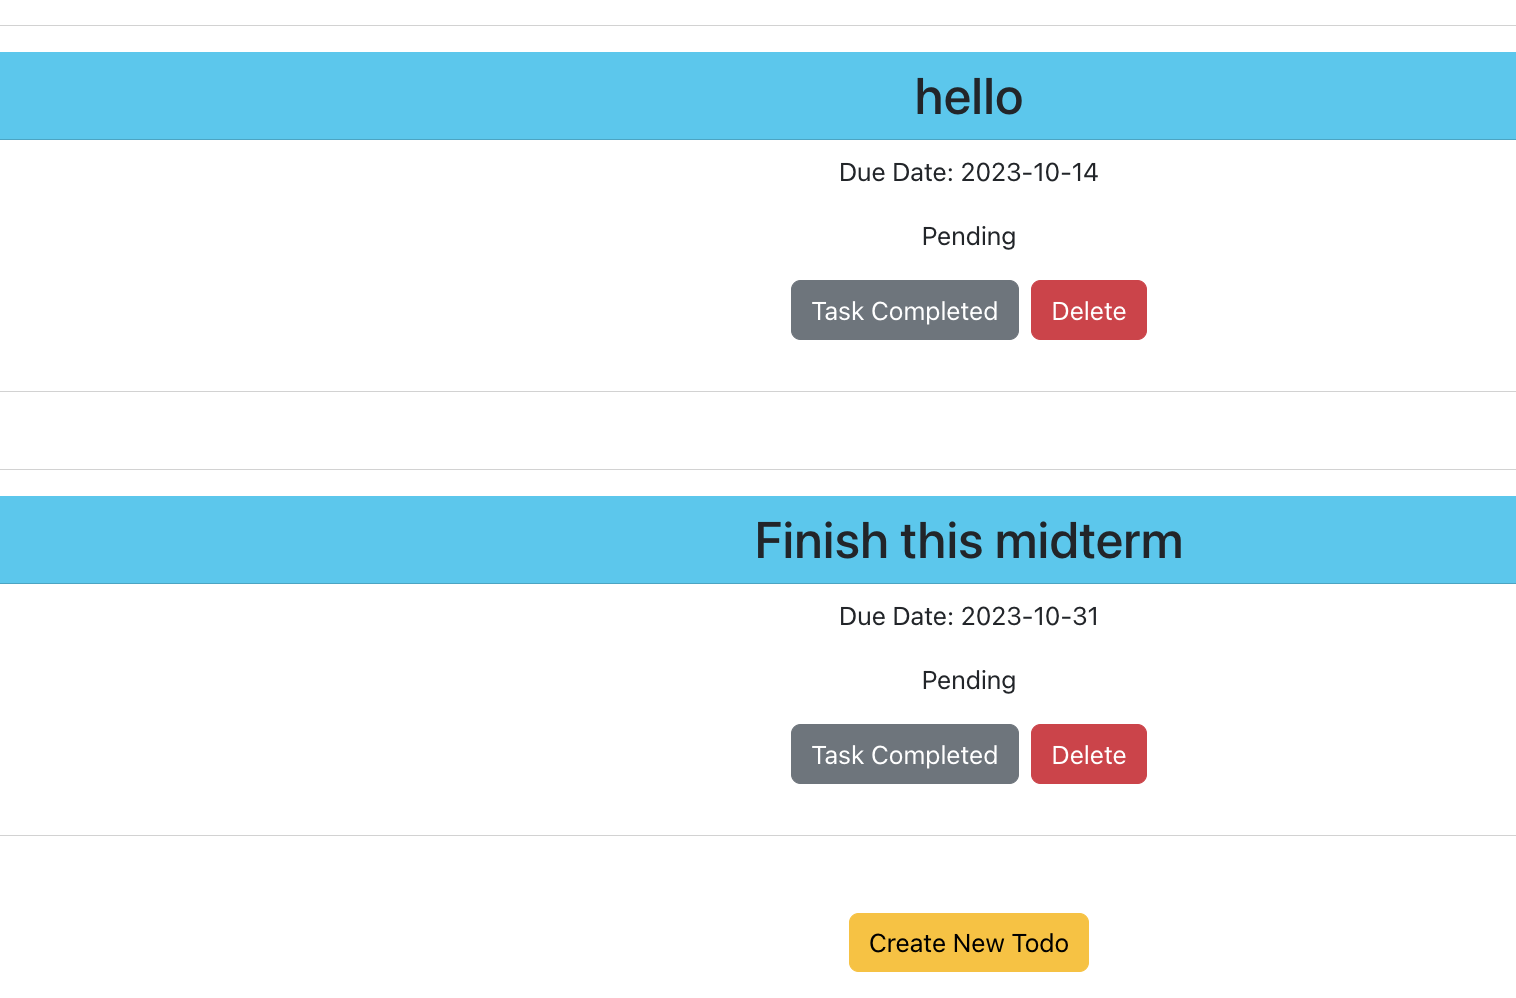 hello
Due Date: 2023-10-14
Pending
Task Completed Delete
Finish this midterm
Due Date: 2023-10-31
Pending
Task Completed Delete
Create New Todo